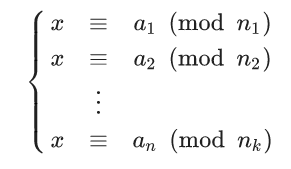 x ≡ a₁ (mod n₁)
x ≡ a₂ (mod n₂)
⋮
x ≡ aₙ (mod nₖ)